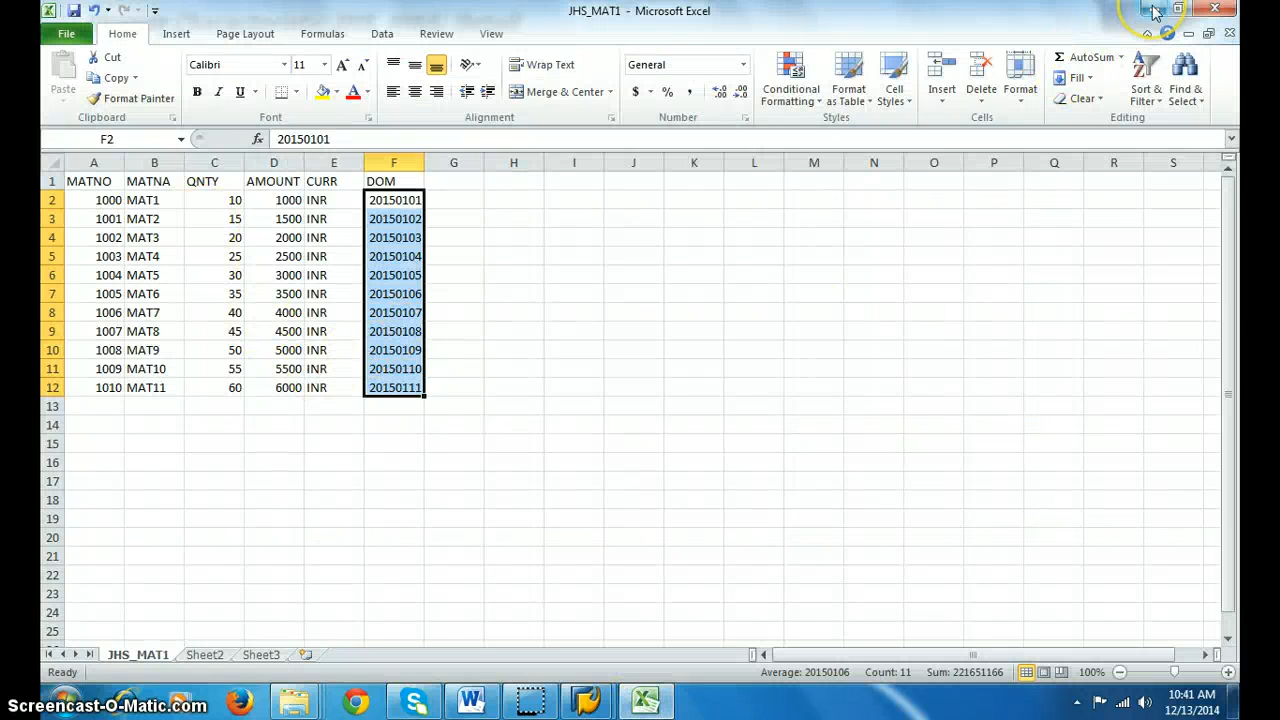 JHS_MAT1 - Microsoft Excel
File Home Insert Page Layout Formulas Data Review View
Paste Cut Copy Format Painter
Calibri 11
B I U A A A
Wrap Text
Merge & Center
General
$ % ,
Conditional Formatting
Format as Table
Cell Styles
Insert Delete Format
Σ AutoSum
Fill
Clear
Sort & Filter
Find & Select
Clipboard Font Alignment Number Styles Cells Editing
F2 fx 20150101
A B C D E F G H I J K L M N O P Q R S
1 MATNO MATNA QNTY AMOUNT CURR DOM
2 1000 MAT1 10 1000 INR 20150101
3 1001 MAT2 15 1500 INR 20150102
4 1002 MAT3 20 2000 INR 20150103
5 1003 MAT4 25 2500 INR 20150104
6 1004 MAT5 30 3000 INR 20150105
7 1005 MAT6 35 3500 INR 20150106
8 1006 MAT7 40 4000 INR 20150107
9 1007 MAT8 45 4500 INR 20150108
10 1008 MAT9 50 5000 INR 20150109
11 1009 MAT10 55 5500 INR 20150110
12 1010 MAT11 60 6000 INR 20150111
13
14
15
16
17
18
19
20
21
22
23
24
25
JHS_MAT1 Sheet2 Sheet3
Ready Average: 20150106 Count: 11 Sum: 221651166 100%
10:41 AM
12/13/2014
Screencast-O-Matic.com